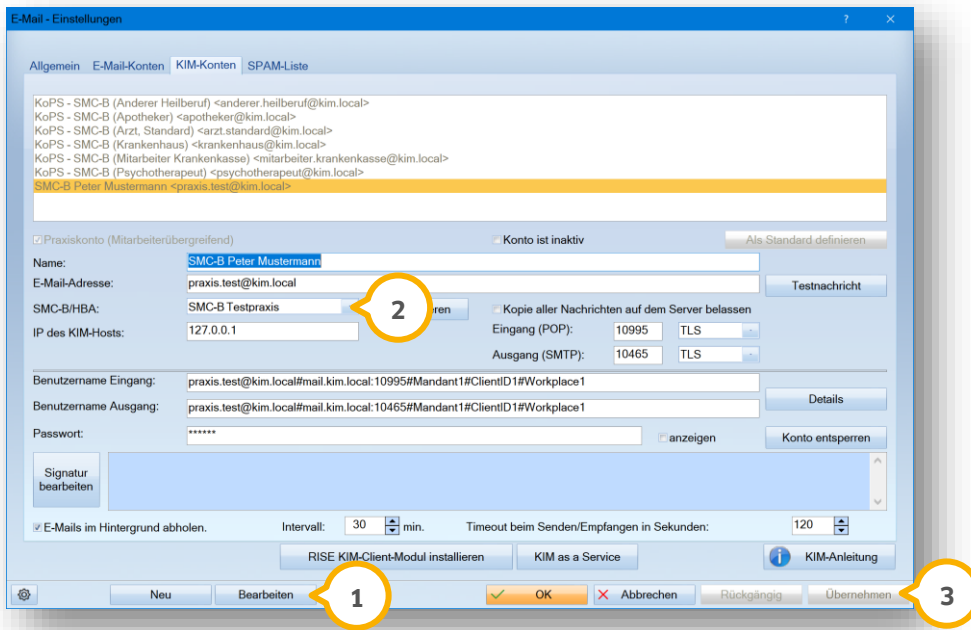 E-Mail - Einstellungen ? ×
Allgemein E-Mail-Konten KIM-Konten SPAM-Liste
KoPS - SMC-B (Anderer Heilberuf) <anderer.heilberuf@kim.local>
KoPS - SMC-B (Apotheker) <apotheker@kim.local>
KoPS - SMC-B (Arzt, Standard) <arzt.standard@kim.local>
KoPS - SMC-B (Krankenhaus) <krankenhaus@kim.local>
KoPS - SMC-B (Mitarbeiter Krankenkasse) <mitarbeiter.krankenkasse@kim.local>
KoPS - SMC-B (Psychotherapeut) <psychotherapeut@kim.local>
SMC-B Peter Mustermann <praxis.test@kim.local>
Praxiskonto (Mitarbeiterübergreifend) Konto ist inaktiv Als Standard definieren
Name: SMC-B Peter Mustermann
E-Mail-Adresse: praxis.test@kim.local Testnachricht
SMC-B/HBA: SMC-B Testpraxis 2 ren Kopie aller Nachrichten auf dem Server belassen
IP des KIM-Hosts: 127.0.0.1 Eingang (POP): 10995 TLS
Ausgang (SMTP): 10465 TLS
Benutzername Eingang: praxis.test@kim.local#mail.kim.local:10995#Mandant1#ClientID1#Workplace1
Benutzername Ausgang: praxis.test@kim.local#mail.kim.local:10465#Mandant1#ClientID1#Workplace1 Details
Passwort: ****** anzeigen Konto entsperren
Signatur
bearbeiten
E-Mails im Hintergrund abholen. Intervall: 30 min. Timeout beim Senden/Empfangen in Sekunden: 120
RISE KIM-Client-Modul installieren KIM as a Service i KIM-Anleitung
Neu Bearbeiten 1 OK Abbrechen Rückgängig Übernehmen 3